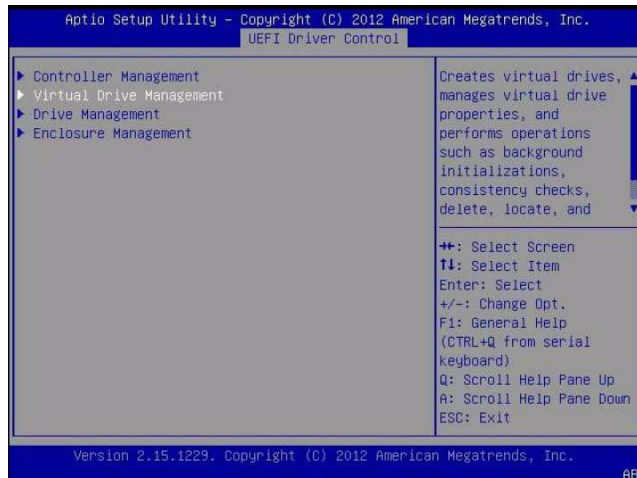 Aptio Setup Utility – Copyright (C) 2012 American Megatrends, Inc.
UEFI Driver Control
Controller Management
Virtual Drive Management
Drive Management
Enclosure Management
Creates virtual drives,
manages virtual drive
properties, and
performs operations
such as background
initializations,
consistency checks,
delete, locate, and
→←: Select Screen
↑↓: Select Item
Enter: Select
+/-: Change Opt.
F1: General Help
(CTRL+Q from serial
keyboard)
Q: Scroll Help Pane Up
A: Scroll Help Pane Down
ESC: Exit
Version 2.15.1229. Copyright (C) 2012 American Megatrends, Inc.
AB